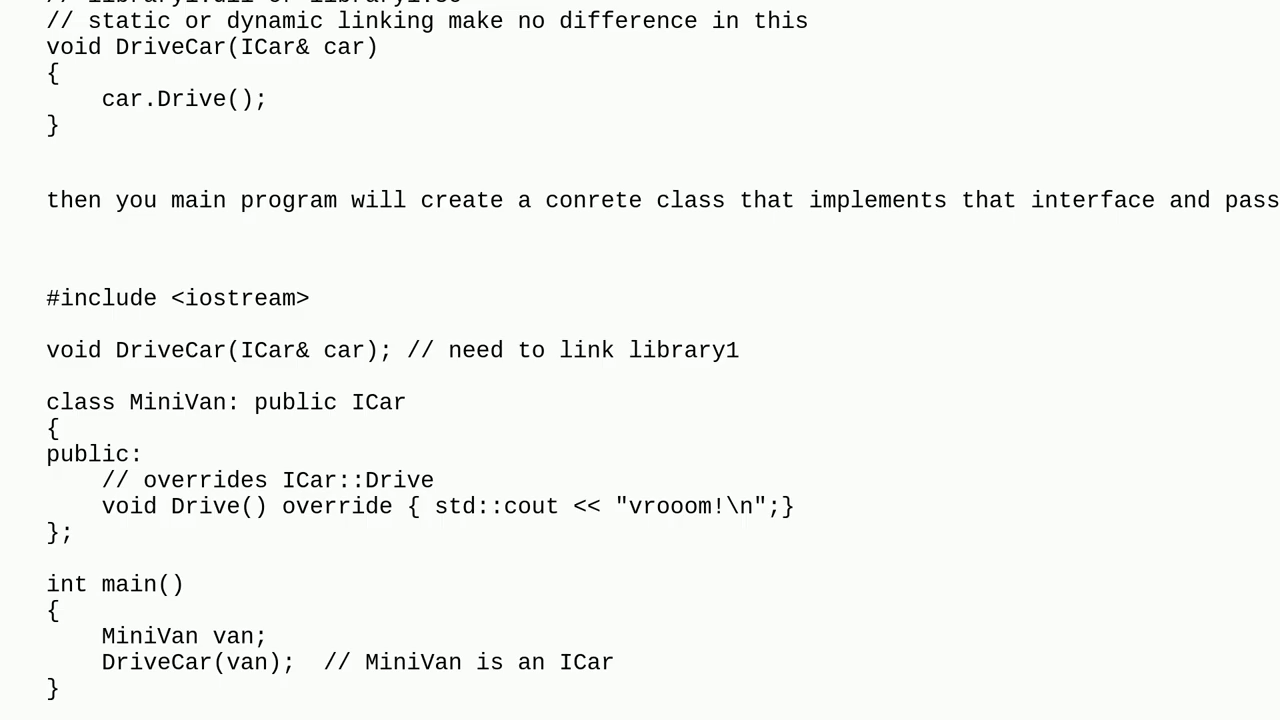 // static or dynamic linking make no difference in this
void DriveCar(ICar& car)
{
    car.Drive();
}
then you main program will create a conrete class that implements that interface and pass
#include <iostream>
void DriveCar(ICar& car); // need to link library1
class MiniVan: public ICar
{
public:
    // overrides ICar::Drive
    void Drive() override { std::cout << "vrooom!\n";}
};
int main()
{
    MiniVan van;
    DriveCar(van);  // MiniVan is an ICar
}